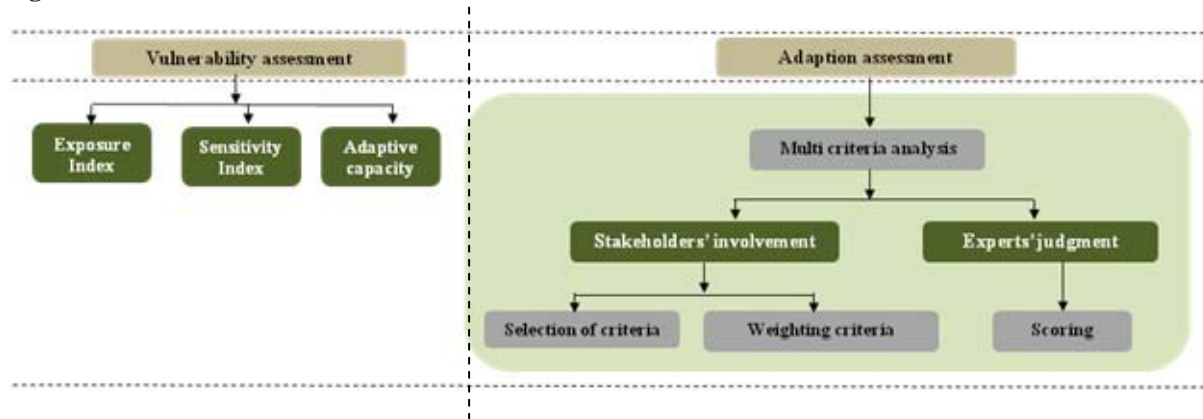 Vulnerability assessment
Adaption assessment
Exposure
Index
Sensitivity
Index
Adaptive
capacity
Multi criteria analysis
Stakeholders' involvement
Experts' judgment
Selection of criteria
Weighting criteria
Scoring